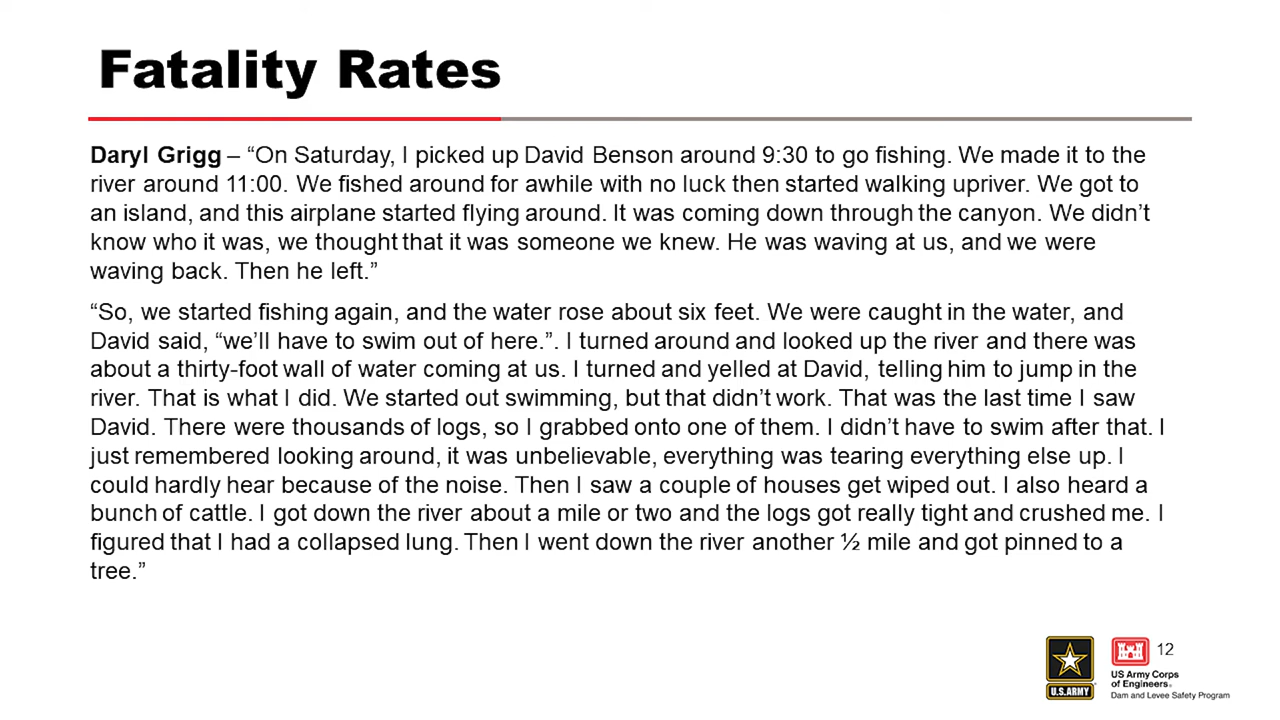 Fatality Rates
Daryl Grigg – “On Saturday, I picked up David Benson around 9:30 to go fishing. We made it to the
river around 11:00. We fished around for awhile with no luck then started walking upriver. We got to
an island, and this airplane started flying around. It was coming down through the canyon. We didn’t
know who it was, we thought that it was someone we knew. He was waving at us, and we were
waving back. Then he left.”
“So, we started fishing again, and the water rose about six feet. We were caught in the water, and
David said, “we’ll have to swim out of here.”. I turned around and looked up the river and there was
about a thirty-foot wall of water coming at us. I turned and yelled at David, telling him to jump in the
river. That is what I did. We started out swimming, but that didn’t work. That was the last time I saw
David. There were thousands of logs, so I grabbed onto one of them. I didn’t have to swim after that. I
just remembered looking around, it was unbelievable, everything was tearing everything else up. I
could hardly hear because of the noise. Then I saw a couple of houses get wiped out. I also heard a
bunch of cattle. I got down the river about a mile or two and the logs got really tight and crushed me. I
figured that I had a collapsed lung. Then I went down the river another ½ mile and got pinned to a
tree.”
12
U.S. ARMY
US Army Corps
of Engineers®
Dam and Levee Safety Program